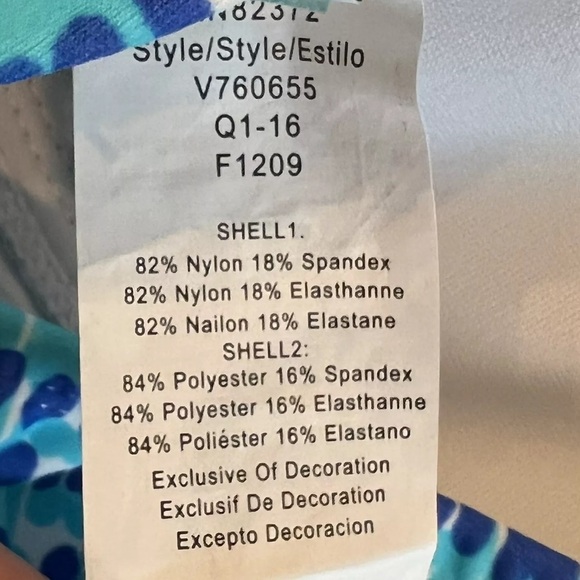 Style/Style/Estilo
V760655
Q1-16
F1209
SHELL1.
82% Nylon 18% Spandex
82% Nylon 18% Elasthanne
82% Nailon 18% Elastane
SHELL2:
84% Polyester 16% Spandex
84% Polyester 16% Elasthanne
84% Poliéster 16% Elastano
Exclusive Of Decoration
Exclusif De Decoration
Excepto Decoracion